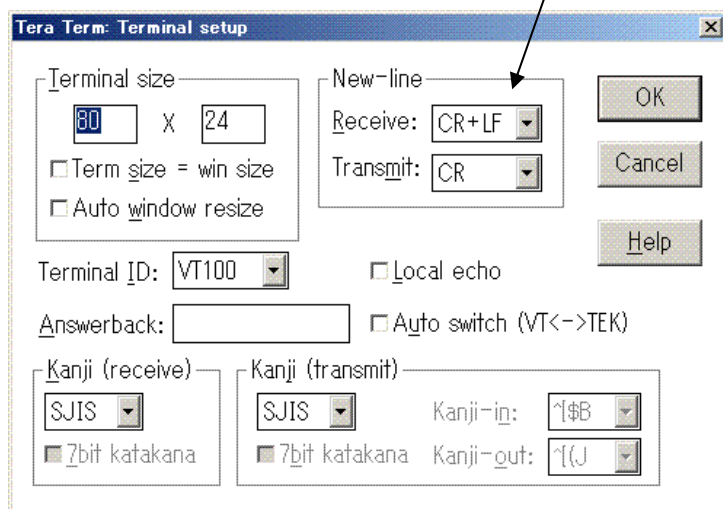 Tera Term: Terminal setup
Terminal size
80 X 24
Term size = win size
Auto window resize
New-line
Receive: CR+LF
Transmit: CR
OK
Cancel
Help
Terminal ID: VT100
Local echo
Answerback:
Auto switch (VT<->TEK)
Kanji (receive)
SJIS
7bit katakana
Kanji (transmit)
SJIS
7bit katakana
Kanji-in: ^[$B
Kanji-out: ^[(J